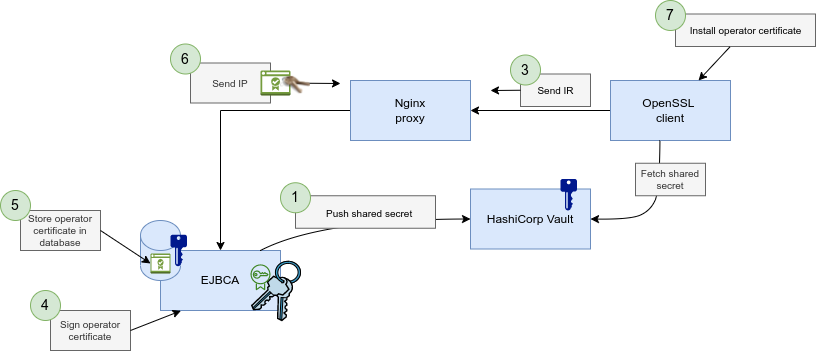 7
Install operator certificate
6
Send IP
3
Send IR
Nginx
proxy
OpenSSL
client
Fetch shared
secret
1
Push shared secret
HashiCorp Vault
5
Store operator
certificate in
database
EJBCA
4
Sign operator
certificate